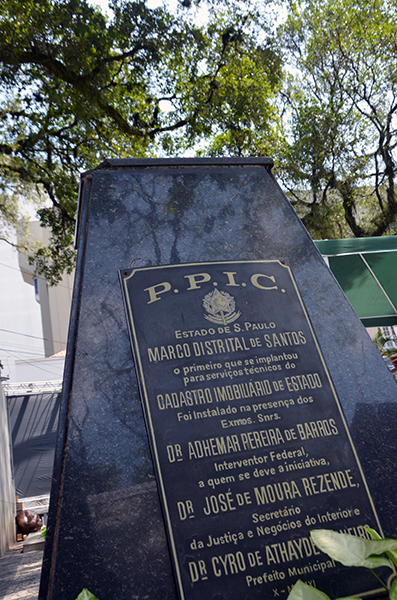 P.P.I.C.
ESTADO DE S. PAULO
MARCO DISTRITAL DE SANTOS
O primeiro que se implantou
para serviços técnicos do
CADASTRO IMOBILIÁRIO DE ESTADO
Foi Instalado na presença dos
Exmos. Snrs.
DR. ADHEMAR PEREIRA DE BARROS
Interventor Federal,
a quem se deve a iniciativa,
DR. JOSÉ DE MOURA REZENDE,
Secretário
da Justiça e Negócios do Interior e
DR. CYRO DE ATHAYDE
Prefeito Municipal